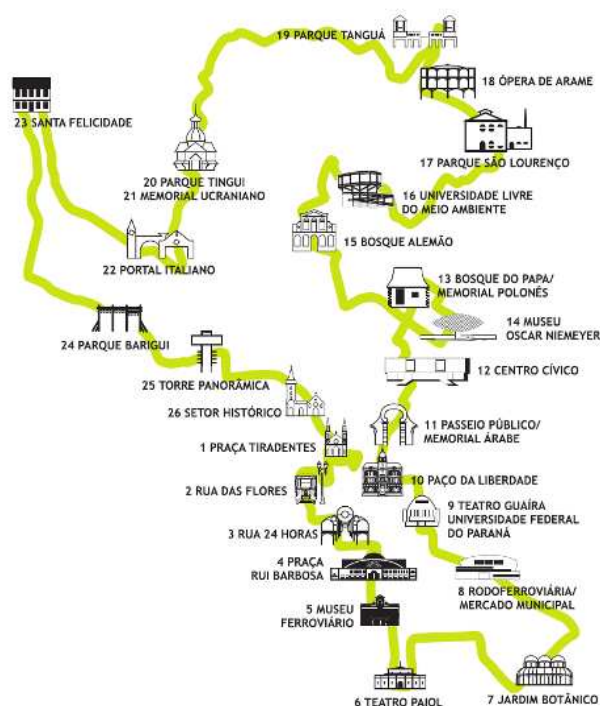 19 PARQUE TANGUÁ
18 ÓPERA DE ARAME
23 SANTA FELICIDADE
17 PARQUE SÃO LOURENÇO
20 PARQUE TINGUI
21 MEMORIAL UCRANIANO
16 UNIVERSIDADE LIVRE
DO MEIO AMBIENTE
15 BOSQUE ALEMÃO
22 PORTAL ITALIANO
13 BOSQUE DO PAPA/
MEMORIAL POLONÊS
14 MUSEU
OSCAR NIEMEYER
24 PARQUE BARIGUI
12 CENTRO CÍVICO
25 TORRE PANORÂMICA
26 SETOR HISTÓRICO
11 PASSEIO PÚBLICO/
MEMORIAL ÁRABE
1 PRAÇA TIRADENTES
10 PAÇO DA LIBERDADE
2 RUA DAS FLORES
9 TEATRO GUAÍRA
UNIVERSIDADE FEDERAL
DO PARANÁ
3 RUA 24 HORAS
4 PRAÇA
RUI BARBOSA
8 RODOFERROVIÁRIA/
MERCADO MUNICIPAL
5 MUSEU
FERROVIÁRIO
6 TEATRO PAIOL
7 JARDIM BOTÂNICO